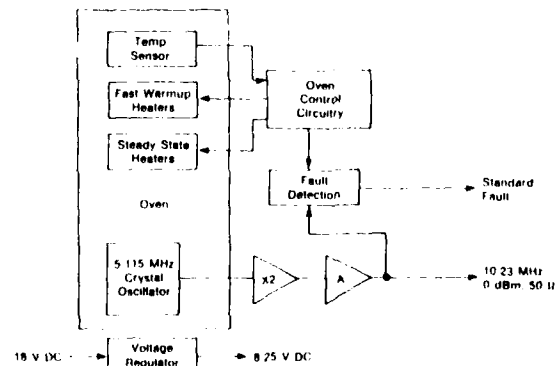 Temp
Sensor
Fast Warmup
Heaters
Oven
Control
Circuitry
Steady State
Heaters
Fault
Detection
Standard
Fault
Oven
5.115 MHz
Crystal
Oscillator
X2
A
10.23 MHz
0 dBm, 50 Ω
18 V DC
Voltage
Regulator
8.25 V DC